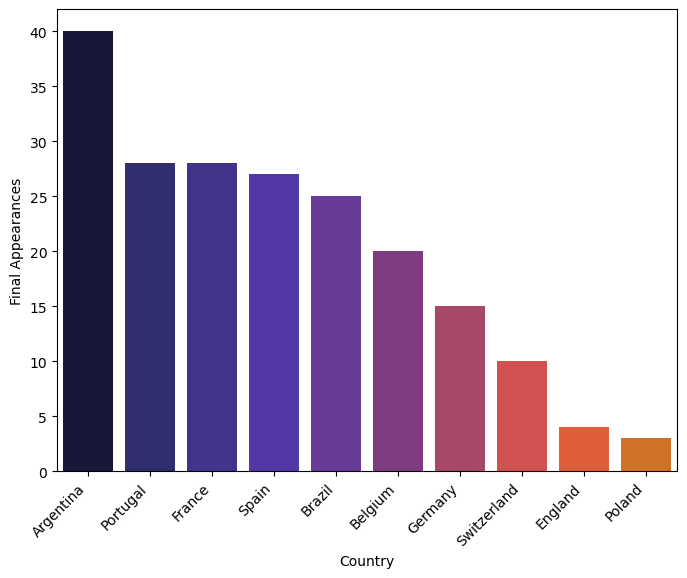 40
35
30
25
20
15
10
5
0
Final Appearances
Argentina
Portugal
France
Spain
Brazil
Belgium
Germany
Switzerland
England
Poland
Country